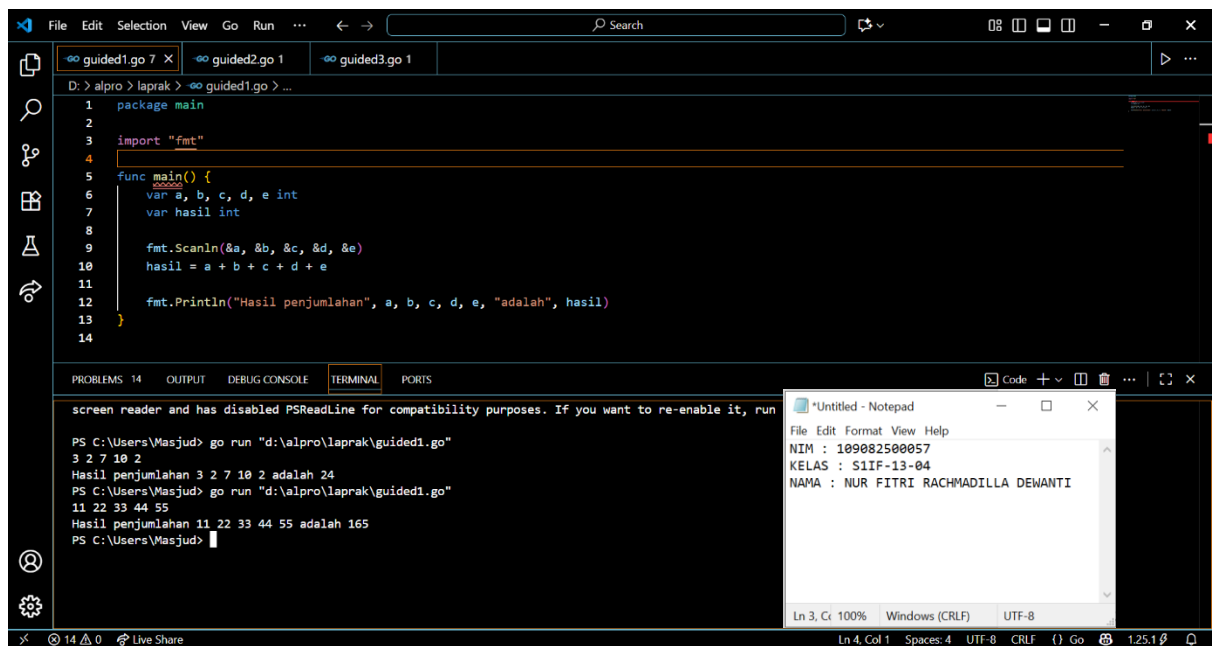 File Edit Selection View Go Run ··· ← → Search
guided1.go 7 × guided2.go 1 guided3.go 1
D: > alpro > laprak > guided1.go > ...
1 package main
2
3 import "fmt"
4
5 func main() {
6 var a, b, c, d, e int
7 var hasil int
8
9 fmt.Scanln(&a, &b, &c, &d, &e)
10 hasil = a + b + c + d + e
11
12 fmt.Println("Hasil penjumlahan", a, b, c, d, e, "adalah", hasil)
13 }
14
PROBLEMS 14 OUTPUT DEBUG CONSOLE TERMINAL PORTS Code
screen reader and has disabled PSReadLine for compatibility purposes. If you want to re-enable it, run
PS C:\Users\Masjud> go run "d:\alpro\laprak\guided1.go"
3 2 7 10 2
Hasil penjumlahan 3 2 7 10 2 adalah 24
PS C:\Users\Masjud> go run "d:\alpro\laprak\guided1.go"
11 22 33 44 55
Hasil penjumlahan 11 22 33 44 55 adalah 165
PS C:\Users\Masjud>
*Untitled - Notepad
File Edit Format View Help
NIM : 109082500057
KELAS : S1IF-13-04
NAMA : NUR FITRI RACHMADILLA DEWANTI
Ln 3, 100% Windows (CRLF) UTF-8
14 0 Live Share Ln 4, Col 1 Spaces: 4 UTF-8 CRLF {} Go 1.25.1